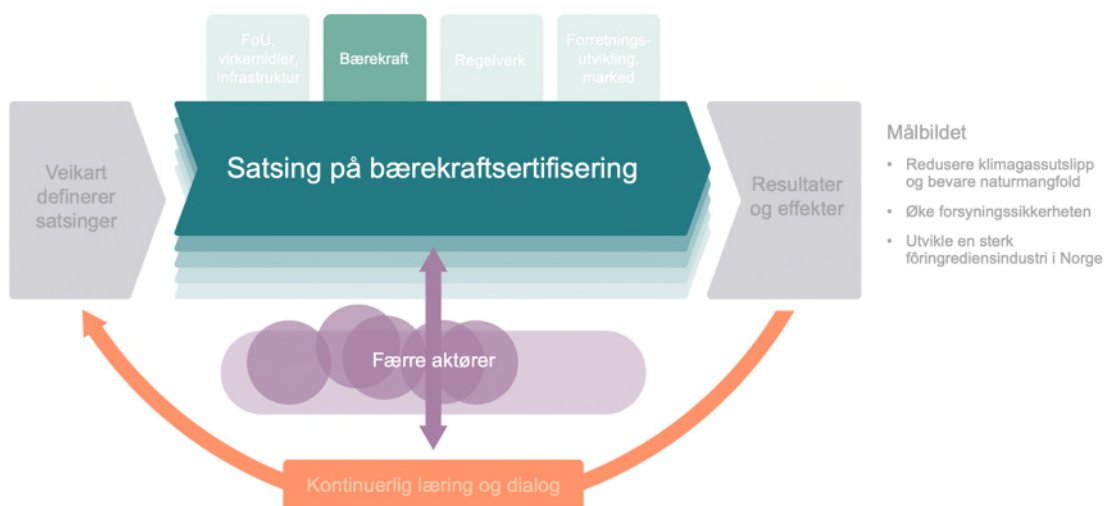 FoU,
virkemidler,
infrastruktur
Bærekraft
Regelverk
Forretnings-
utvikling,
marked
Veikart
definerer
satsinger
Satsing på bærekraftsertifisering
Resultater
og effekter
Målbildet
• Redusere klimagassutslipp
og bevare naturmangfold
• Øke forsyningssikkerheten
• Utvikle en sterk
fôringrediensindustri i Norge
Færre aktører
Kontinuerlig læring og dialog